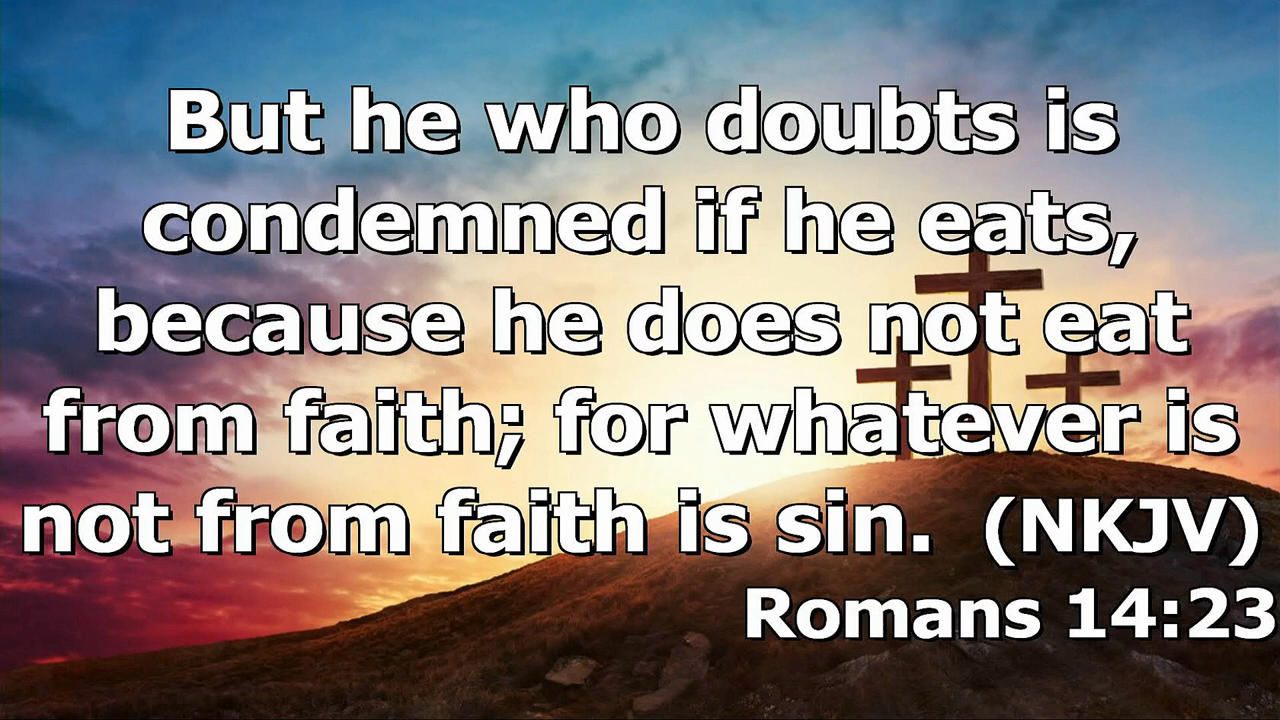 But he who doubts is
condemned if he eats,
because he does not eat
from faith; for whatever is
not from faith is sin.  (NKJV)
Romans 14:23